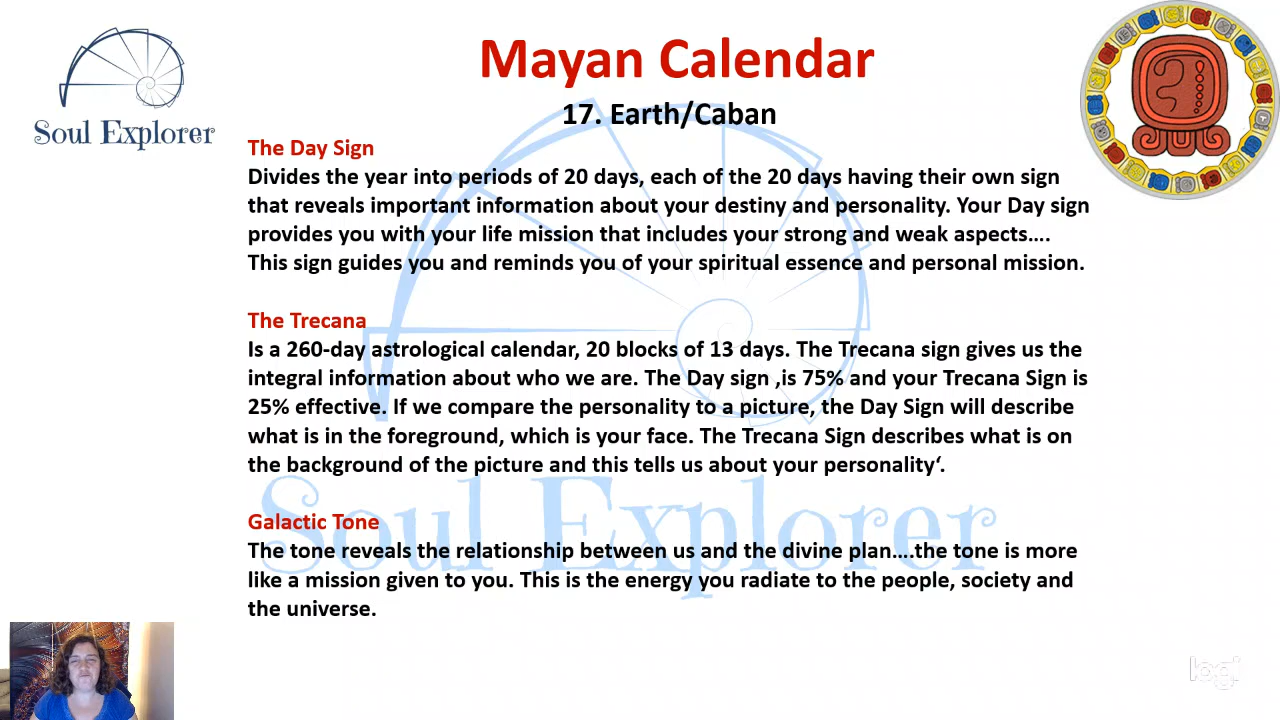 Soul Explorer
Mayan Calendar
17. Earth/Caban
The Day Sign
Divides the year into periods of 20 days, each of the 20 days having their own sign
that reveals important information about your destiny and personality. Your Day sign
provides you with your life mission that includes your strong and weak aspects….
This sign guides you and reminds you of your spiritual essence and personal mission.
The Trecana
Is a 260-day astrological calendar, 20 blocks of 13 days. The Trecana sign gives us the
integral information about who we are. The Day sign ,is 75% and your Trecana Sign is
25% effective. If we compare the personality to a picture, the Day Sign will describe
what is in the foreground, which is your face. The Trecana Sign describes what is on
the background of the picture and this tells us about your personality‘.
Soul Explorer
Galactic Tone
The tone reveals the relationship between us and the divine plan….the tone is more
like a mission given to you. This is the energy you radiate to the people, society and
the universe.
logi